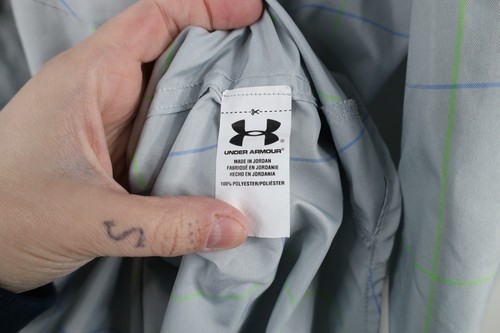 UNDER ARMOUR®
MADE IN JORDAN
FABRIQUÉ EN JORDANIE
HECHO EN JORDANIA
100% POLYESTER/POLIÉSTER